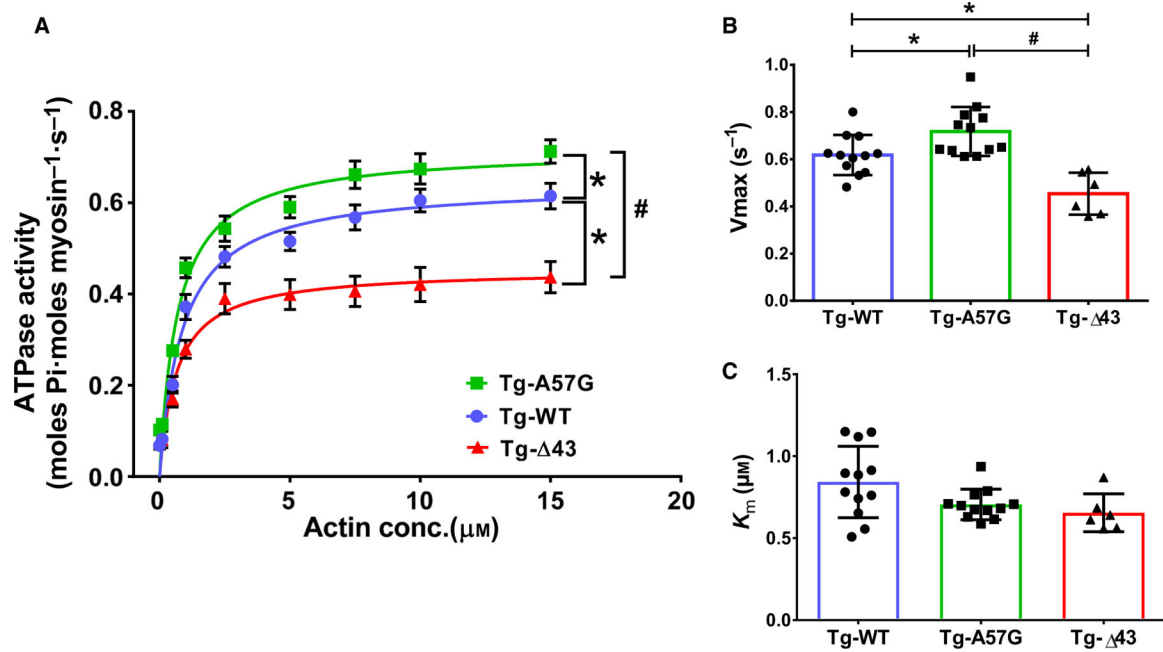 A
ATPase activity
(moles Pi·moles myosin⁻¹·s⁻¹)
0.8
0.6
0.4
0.2
0.0
0
5
10
15
20
Actin conc.(μM)
Tg-A57G
Tg-WT
Tg-Δ43
*
*
#
B
*
*
#
Vmax (s⁻¹)
1.0
0.8
0.6
0.4
0.2
0.0
Tg-WT
Tg-A57G
Tg-Δ43
C
Km (μM)
1.5
1.0
0.5
0.0
Tg-WT
Tg-A57G
Tg-Δ43